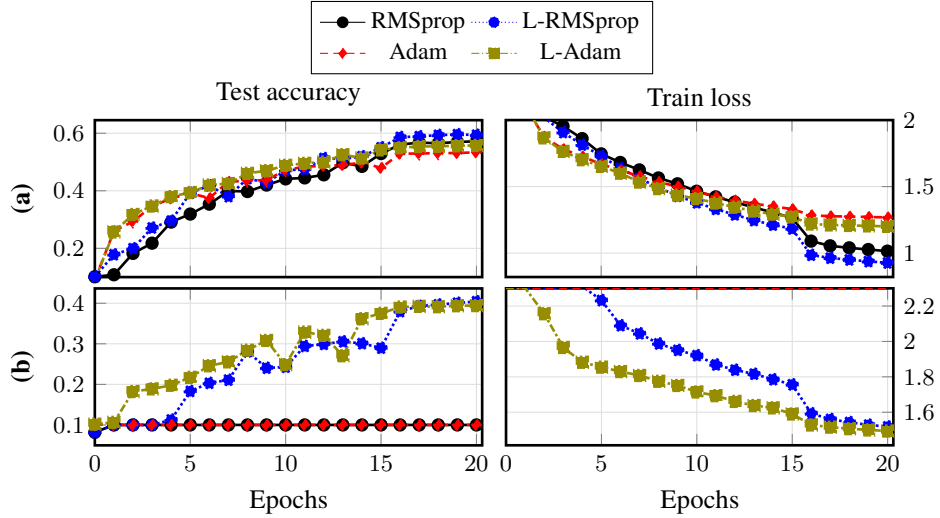 RMSprop L-RMSprop
Adam L-Adam
Test accuracy Train loss
(a)
0.6
0.4
0.2
2
1.5
1
(b)
0.4
0.3
0.2
0.1
2.2
2
1.8
1.6
0 5 10 15 20 0 5 10 15 20
Epochs Epochs